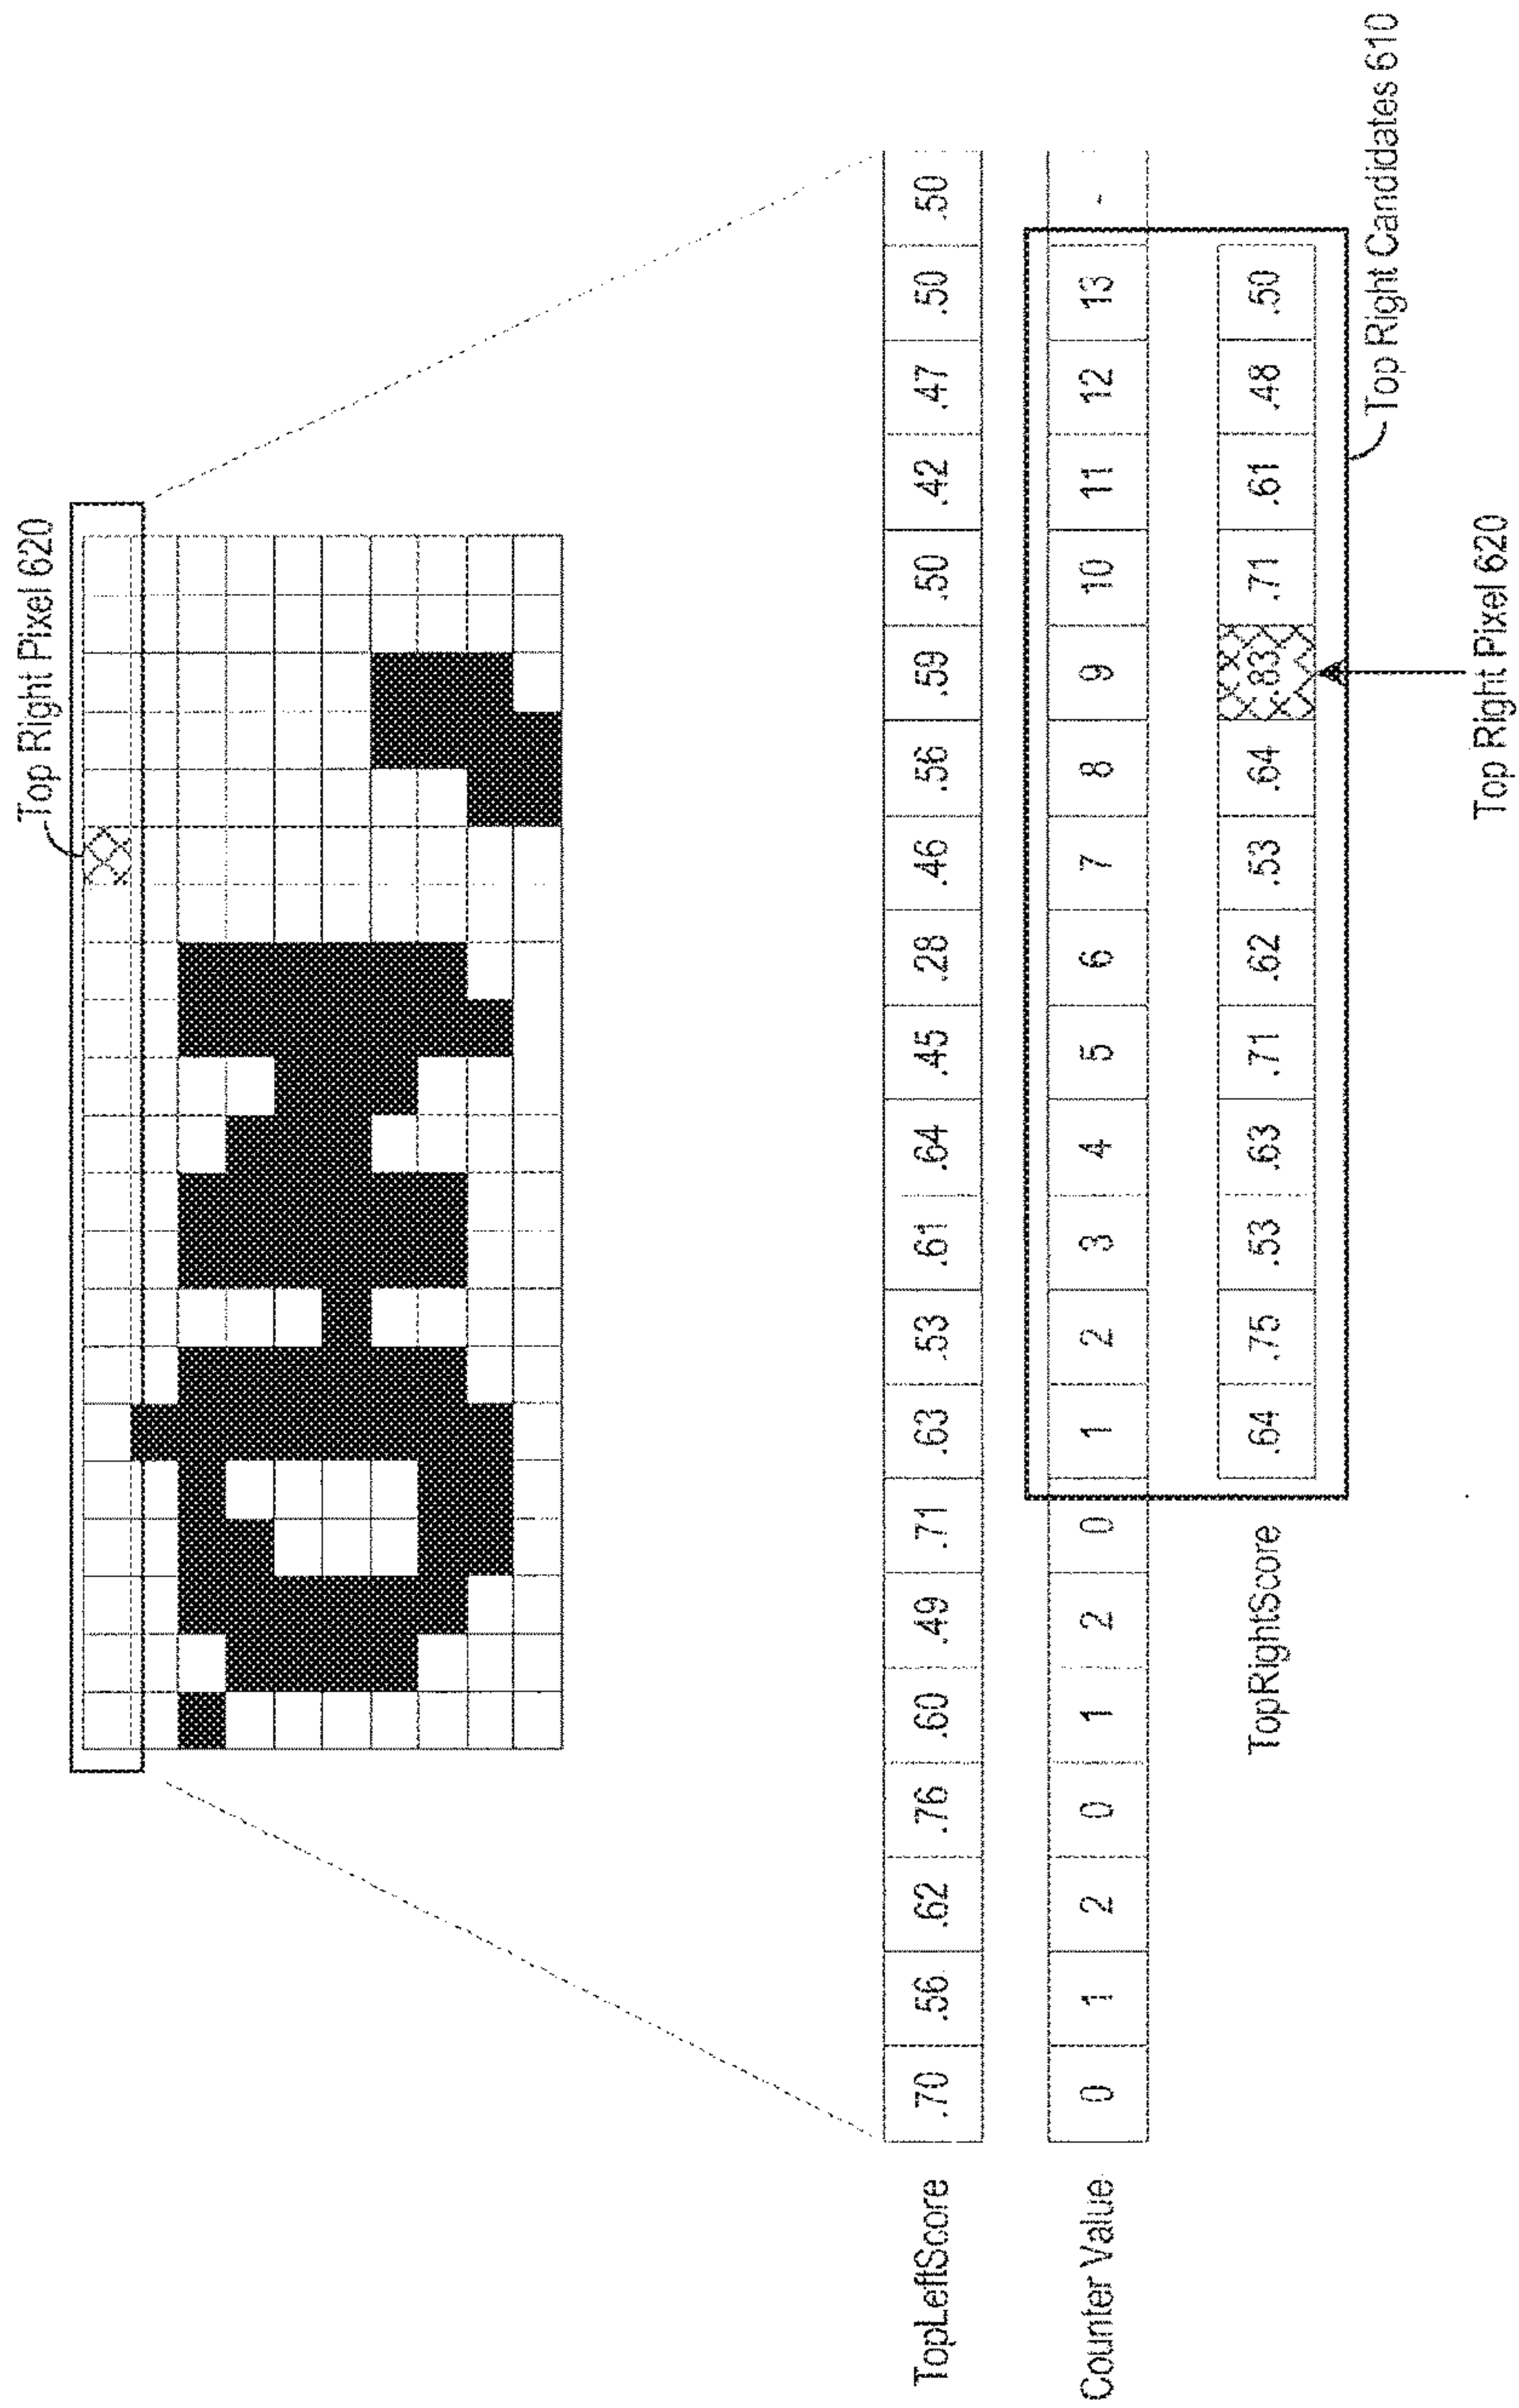 Top Right Pixel 620
TopLeftScore .70 .56 .62 .76 .60 .49 .71 .63 .53 .61 .64 .45 .28 .46 .56 .59 .50 .42 .47 .50 .50
Counter Value 0 1 2 0 1 2 0 1 2 3 4 5 6 7 8 9 10 11 12 13 -
TopRightScore .64 .75 .53 .63 .71 .62 .53 .64 .83 .71 .61 .48 .50
Top Right Candidates 610
Top Right Pixel 620